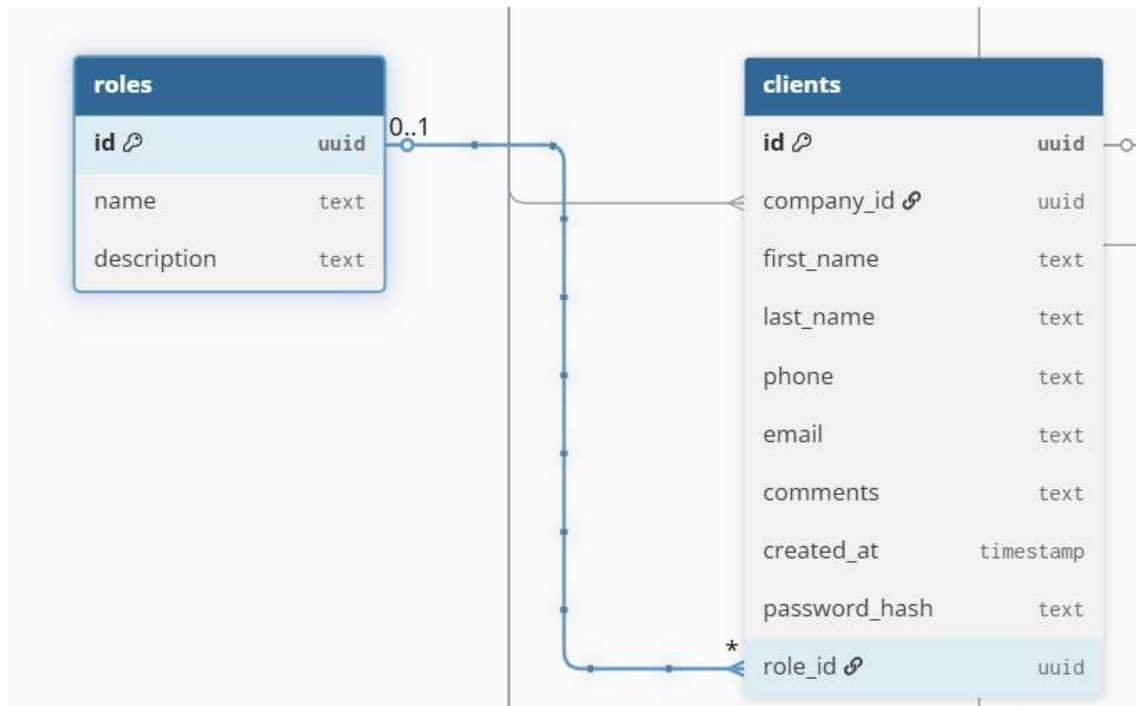 roles
id uuid
name text
description text
0..1
clients
id uuid
company_id uuid
first_name text
last_name text
phone text
email text
comments text
created_at timestamp
password_hash text
* role_id uuid